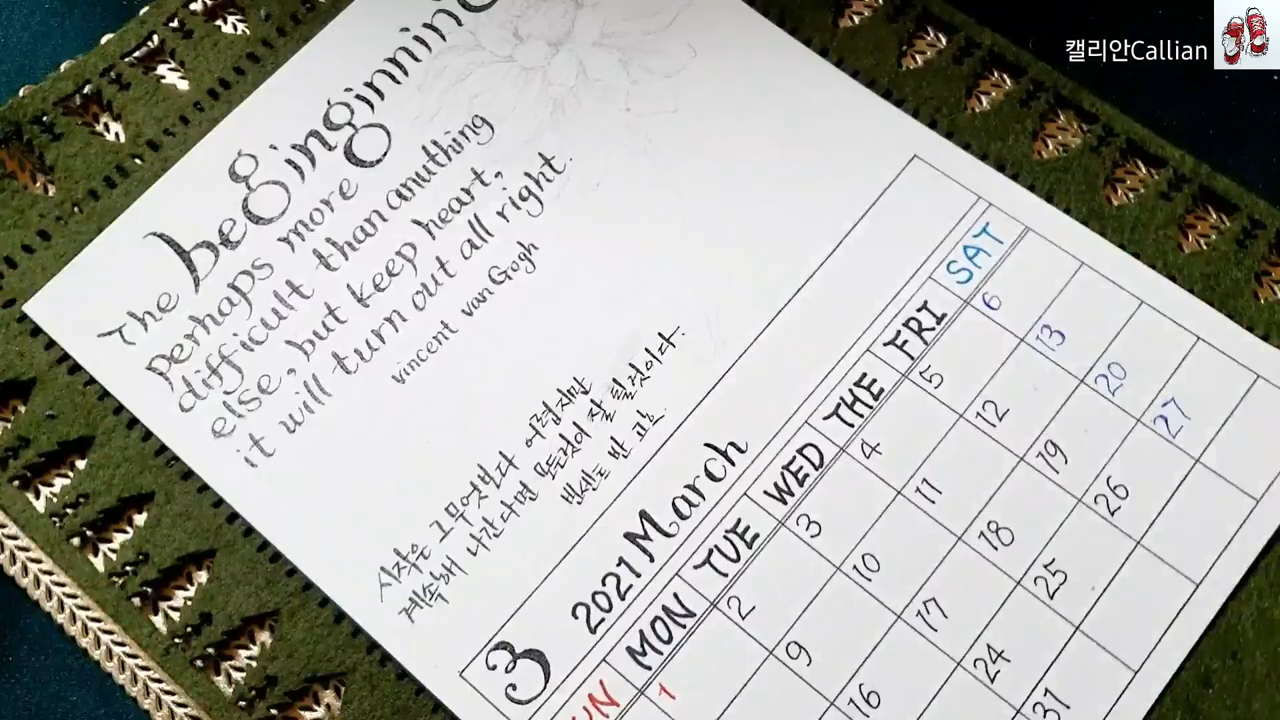 캘리안Callian
The beginginning
perhaps more
difficult than anuthing
else, but keep heart,
it will turn out all right.
vincent van Gogh
시작은 그 무엇보다 어렵지만
계속해 나간다면 모든것이 잘 될것이다.
빈센트 반 고흐
3 2021 March
MON TUE WED THE FRI SAT
1 2 3 4 5 6
9 10 11 12 13
16 17 18 19 20
24 25 26 27
31